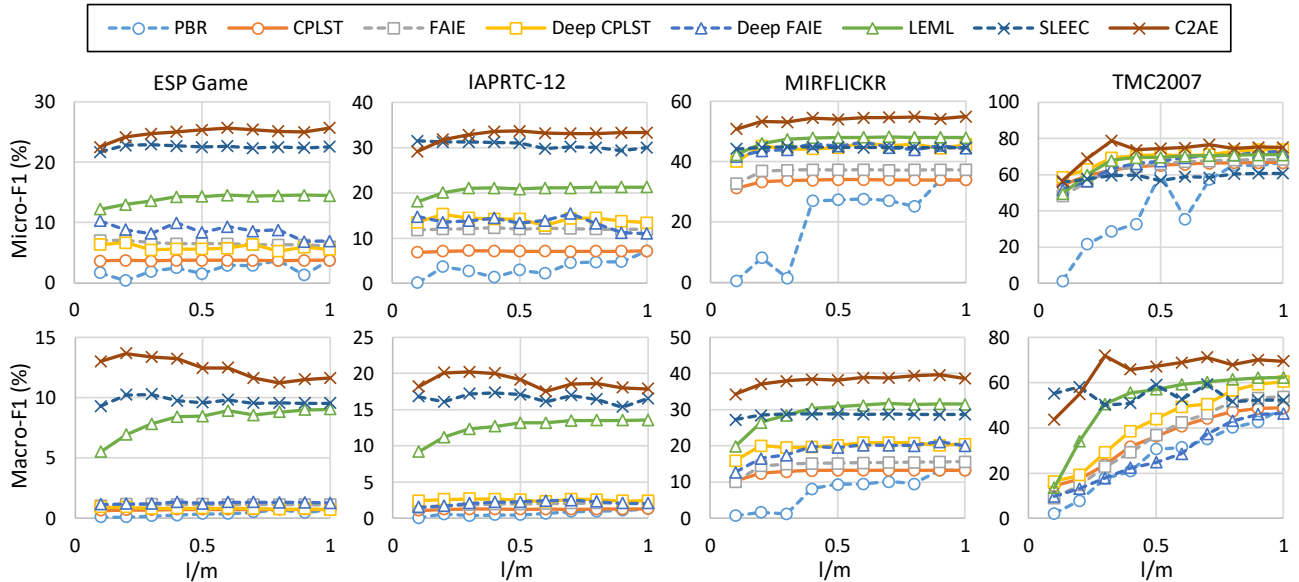 PBR CPLST FAIE Deep CPLST Deep FAIE LEML SLEEC C2AE
ESP Game IAPRTC-12 MIRFLICKR TMC2007
Micro-F1 (%)
30
20
10
0
0 0.5 1
40
30
20
10
0
0 0.5 1
60
40
20
0
0 0.5 1
100
80
60
40
20
0
0 0.5 1
Macro-F1 (%)
15
10
5
0
0 0.5 1
l/m
25
20
15
10
5
0
0 0.5 1
l/m
50
40
30
20
10
0
0 0.5 1
l/m
80
60
40
20
0
0 0.5 1
l/m